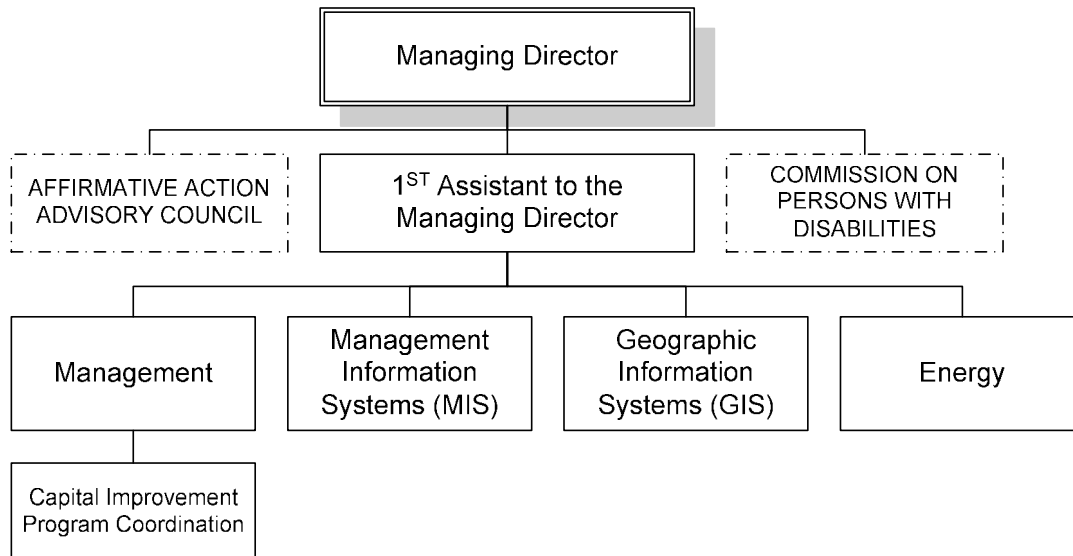 Managing Director
AFFIRMATIVE ACTION
ADVISORY COUNCIL
1ST Assistant to the
Managing Director
COMMISSION ON
PERSONS WITH
DISABILITIES
Management
Management
Information
Systems (MIS)
Geographic
Information
Systems (GIS)
Energy
Capital Improvement
Program Coordination